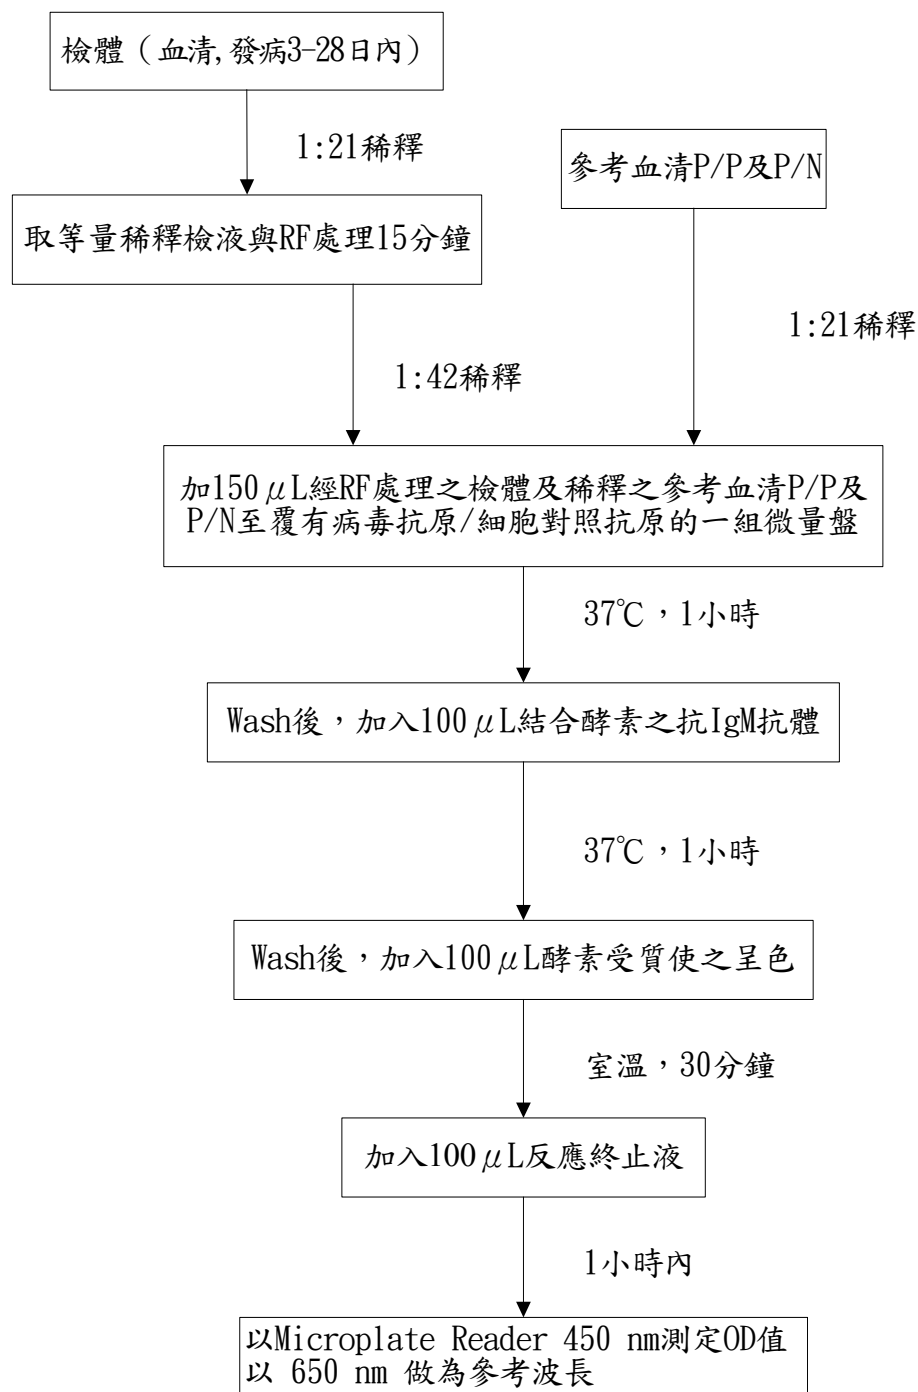 檢體（血清,發病3-28日內）
1:21稀釋
參考血清P/P及P/N
取等量稀釋檢液與RF處理15分鐘
1:21稀釋
1:42稀釋
加150μL經RF處理之檢體及稀釋之參考血清P/P及
P/N至覆有病毒抗原/細胞對照抗原的一組微量盤
37℃，1小時
Wash後，加入100μL結合酵素之抗IgM抗體
37℃，1小時
Wash後，加入100μL酵素受質使之呈色
室溫，30分鐘
加入100μL反應終止液
1小時內
以Microplate Reader 450 nm測定OD值
以 650 nm 做為參考波長